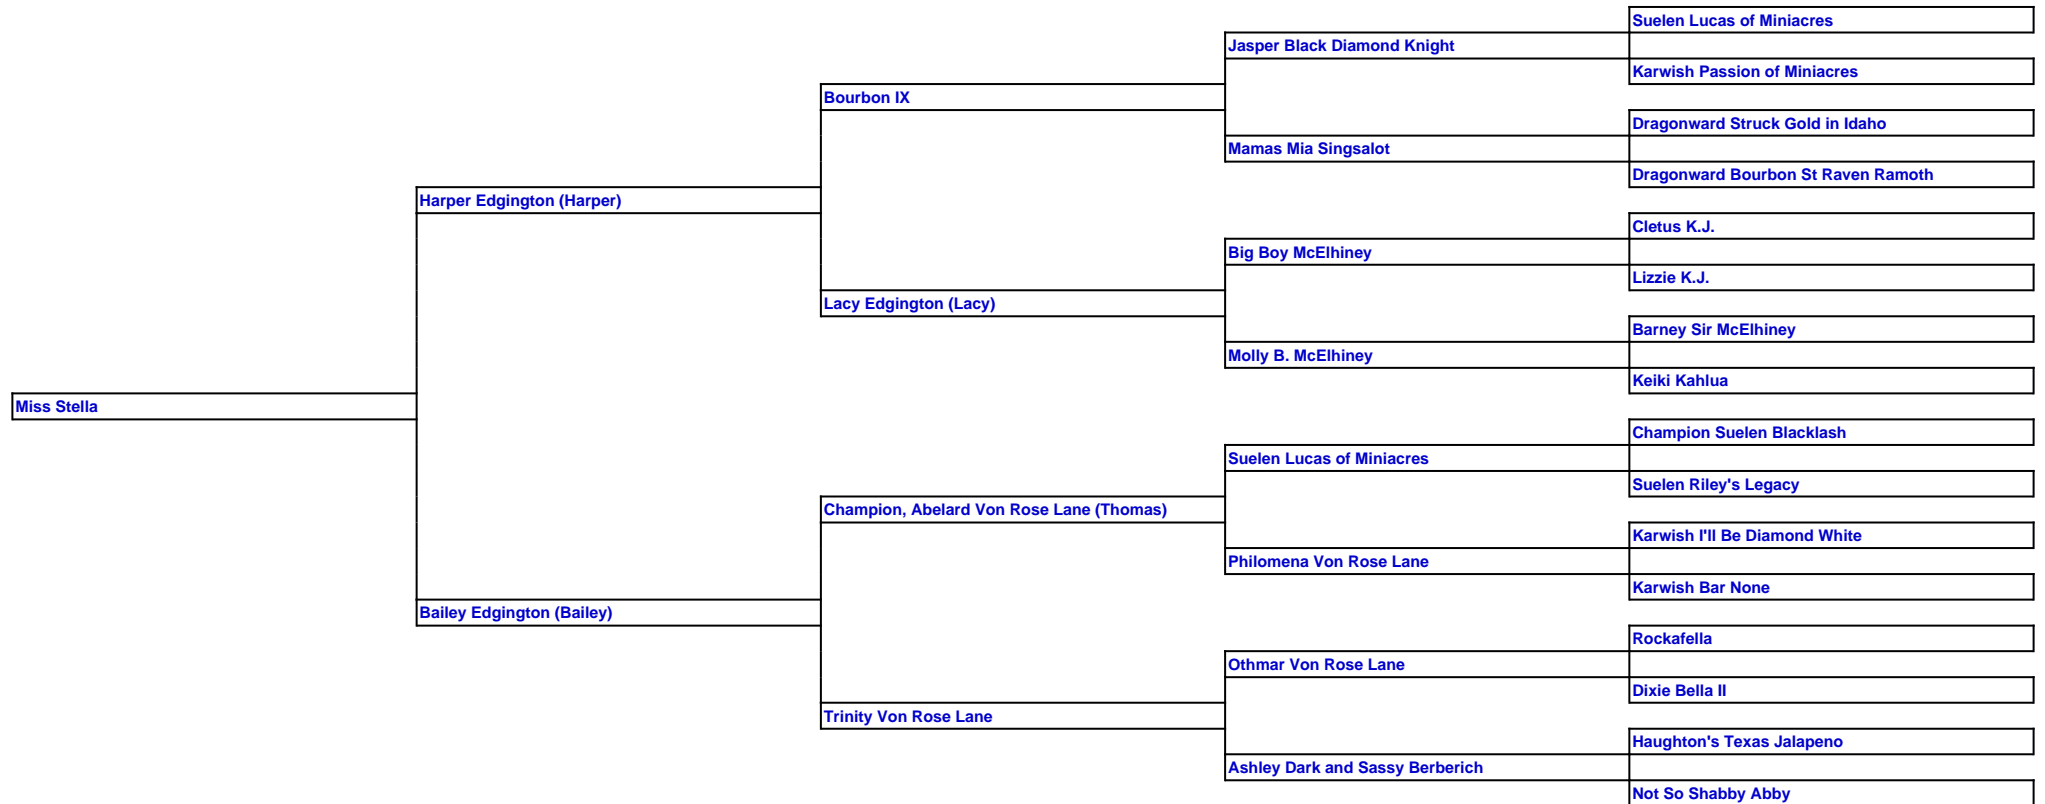 Suelen Lucas of Miniacres
Jasper Black Diamond Knight
Karwish Passion of Miniacres
Bourbon IX
Dragonward Struck Gold in Idaho
Mamas Mia Singsalot
Dragonward Bourbon St Raven Ramoth
Harper Edgington (Harper)
Cletus K.J.
Big Boy McElhiney
Lizzie K.J.
Lacy Edgington (Lacy)
Barney Sir McElhiney
Molly B. McElhiney
Keiki Kahlua
Miss Stella
Champion Suelen Blacklash
Suelen Lucas of Miniacres
Suelen Riley's Legacy
Champion, Abelard Von Rose Lane (Thomas)
Karwish I'll Be Diamond White
Philomena Von Rose Lane
Karwish Bar None
Bailey Edgington (Bailey)
Rockafella
Othmar Von Rose Lane
Dixie Bella II
Trinity Von Rose Lane
Haughton's Texas Jalapeno
Ashley Dark and Sassy Berberich
Not So Shabby Abby